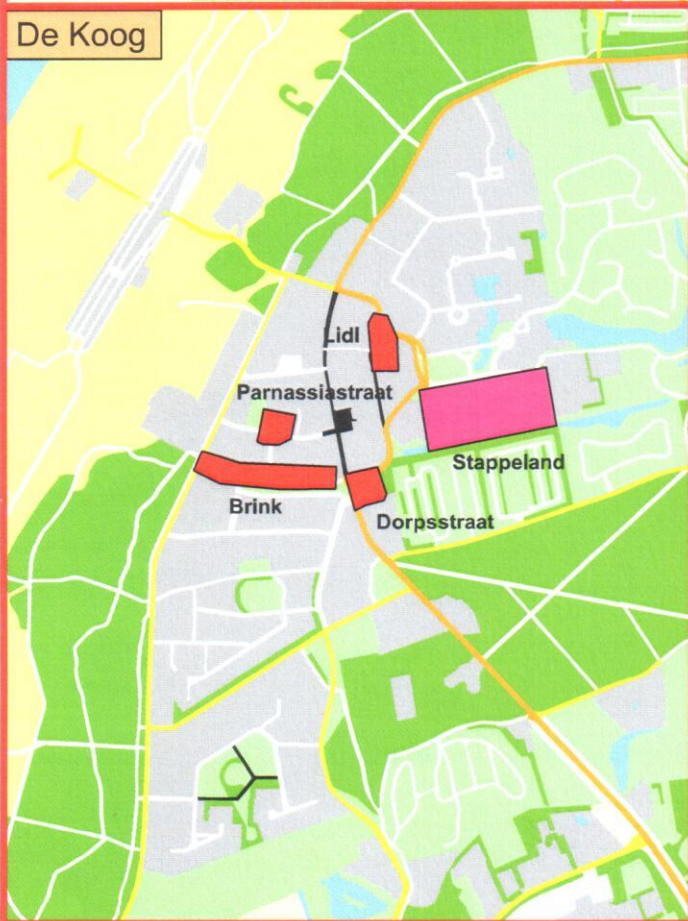 De Koog
Lidl
Parnassiastraat
Stappeland
Brink
Dorpsstraat